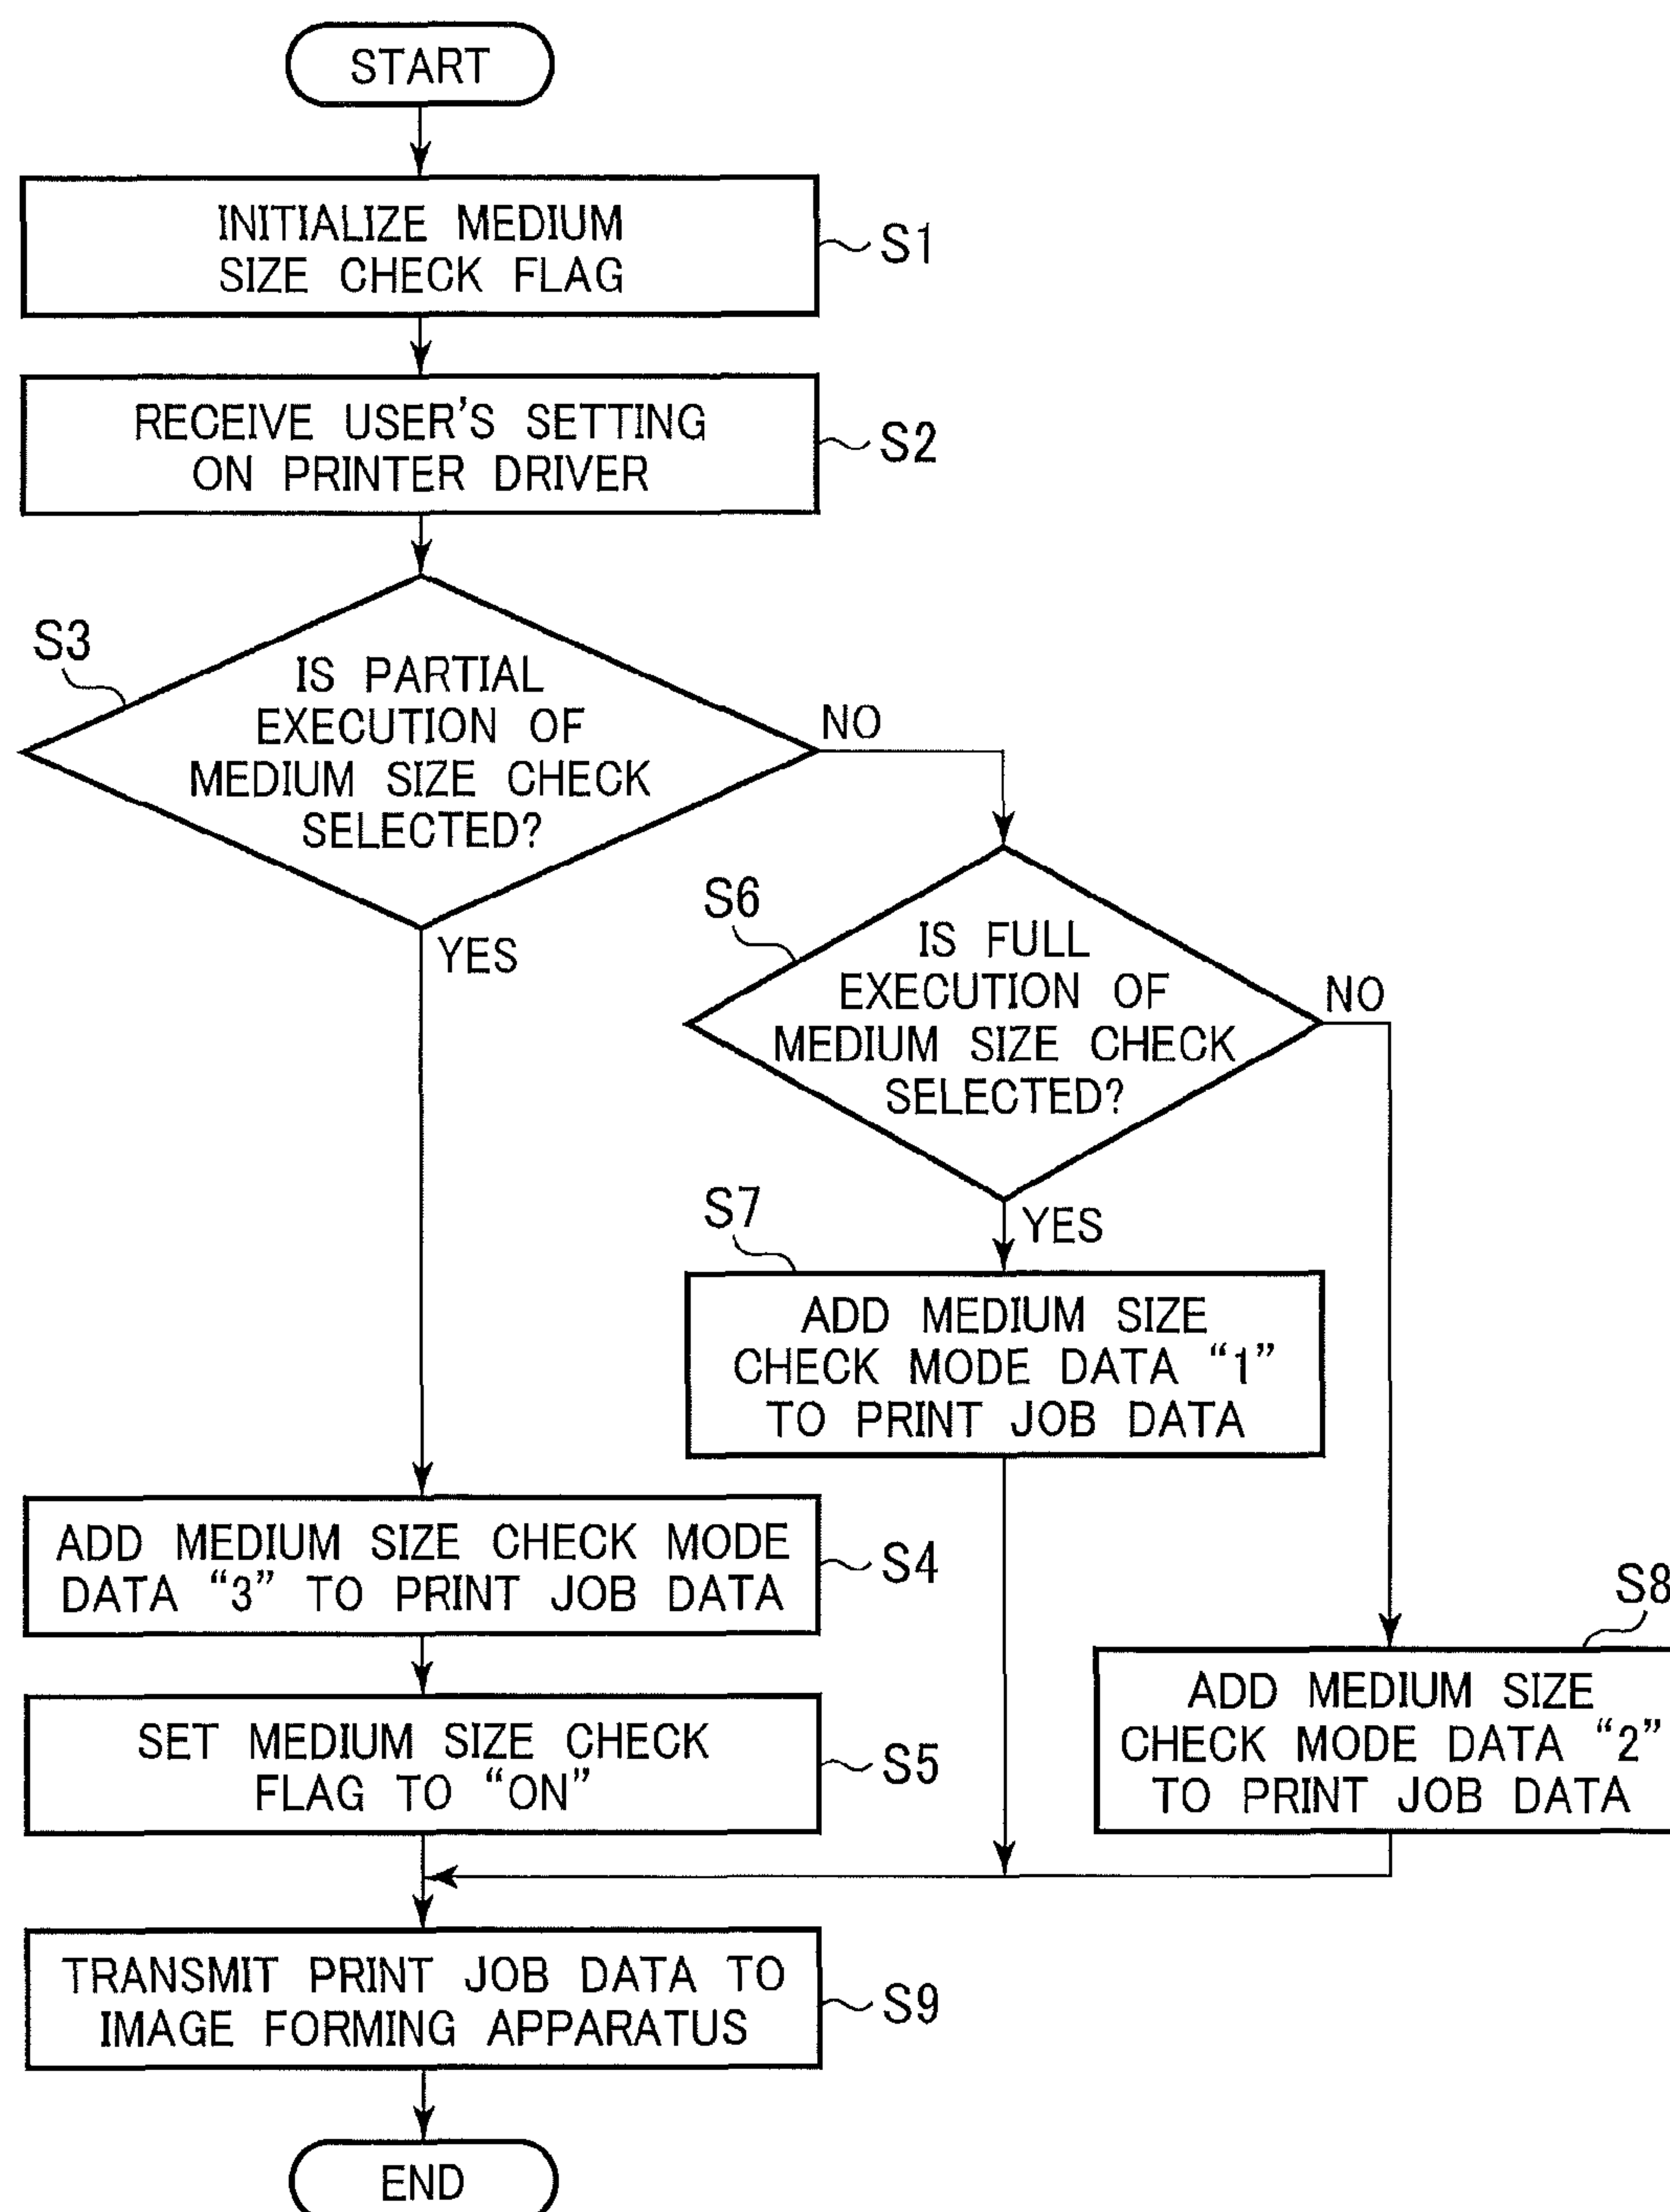 START
INITIALIZE MEDIUM
SIZE CHECK FLAG
S1
RECEIVE USER'S SETTING
ON PRINTER DRIVER
S2
S3
IS PARTIAL
EXECUTION OF
MEDIUM SIZE CHECK
SELECTED?
NO
YES
S6
IS FULL
EXECUTION OF
MEDIUM SIZE CHECK
SELECTED?
NO
YES
S7
ADD MEDIUM SIZE
CHECK MODE DATA “1”
TO PRINT JOB DATA
ADD MEDIUM SIZE CHECK MODE
DATA “3” TO PRINT JOB DATA
S4
S8
ADD MEDIUM SIZE
CHECK MODE DATA “2”
TO PRINT JOB DATA
SET MEDIUM SIZE CHECK
FLAG TO “ON”
S5
TRANSMIT PRINT JOB DATA TO
IMAGE FORMING APPARATUS
S9
END